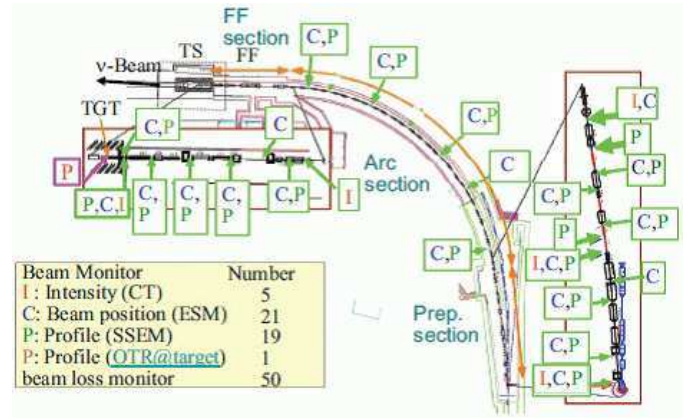 FF
section
TS
FF
C,P
ν-Beam
C,P
TGT
C,P
C
I,C
P
C,P
C,P
P
Arc
section
C
C,P
P,C,I
C,
P
C,
P
C,
P
C,P
I
C,P
C,P
P
I,C,P
C
Prep.
section
C,P
C,P
I,C,P
Beam Monitor Number
I : Intensity (CT) 5
C: Beam position (ESM) 21
P: Profile (SSEM) 19
P: Profile (OTR@target) 1
beam loss monitor 50